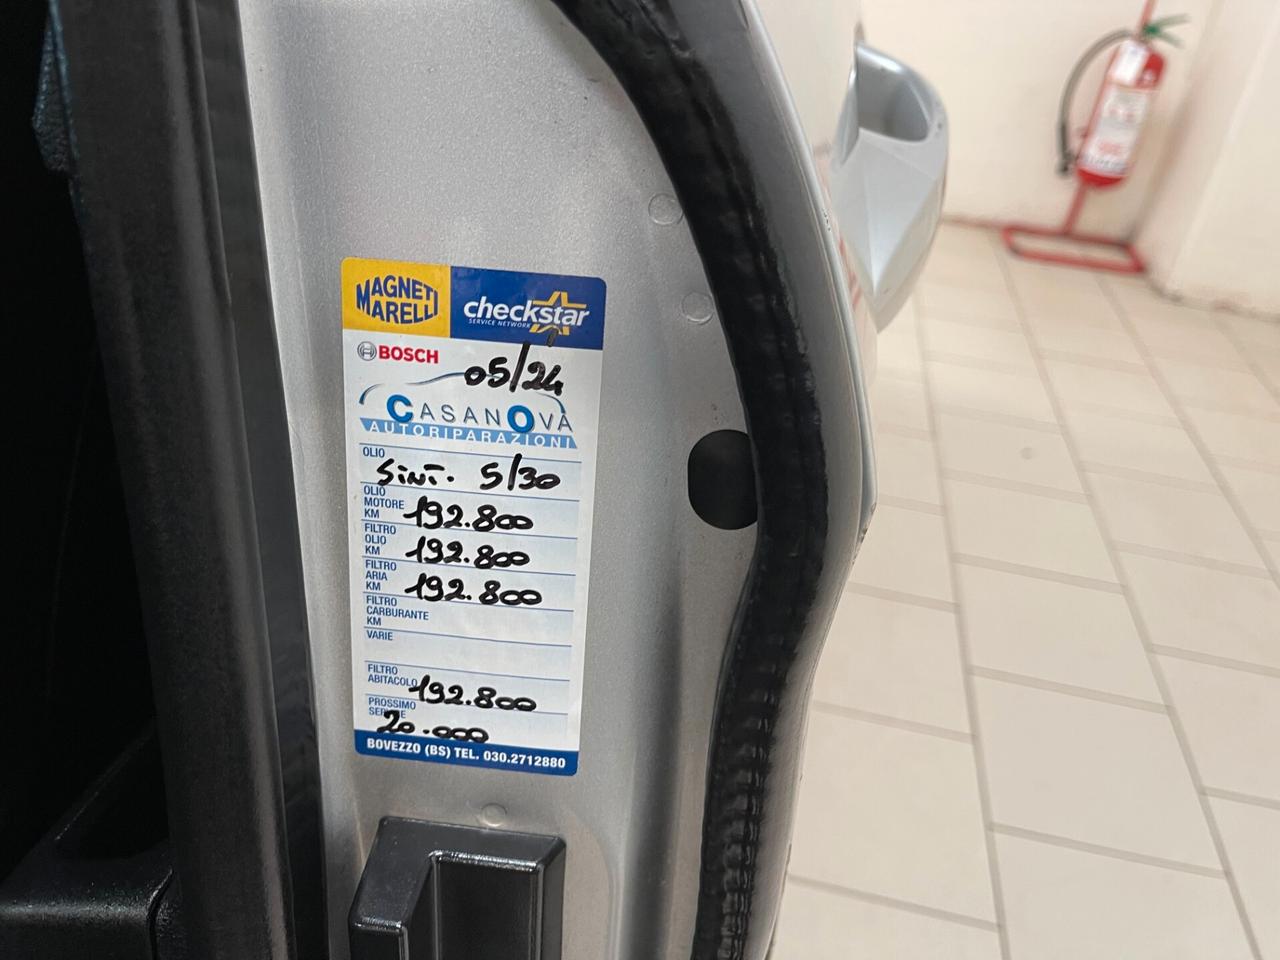 MAGNETI
MARELLI
checkstar
SERVICE NETWORK
BOSCH
05/24
CASANOVA
AUTORIPARAZIONI
OLIO
SINT. 5/30
OLIO
MOTORE
KM 192.800
FILTRO
OLIO
KM 192.800
FILTRO
ARIA
KM 192.800
FILTRO
CARBURANTE
KM
VARIE
FILTRO
ABITACOLO 192.800
PROSSIMO
20.000
BOVEZZO (BS) TEL. 030.2712880